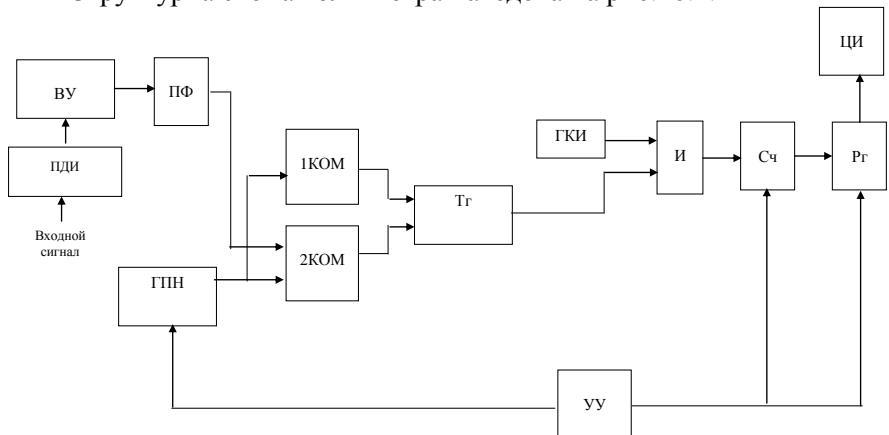 ЦИ
ВУ
ПФ
ГКИ
И
Сч
Рг
ПДИ
1КОМ
Тг
Входной
сигнал
2КОМ
ГПН
УУ